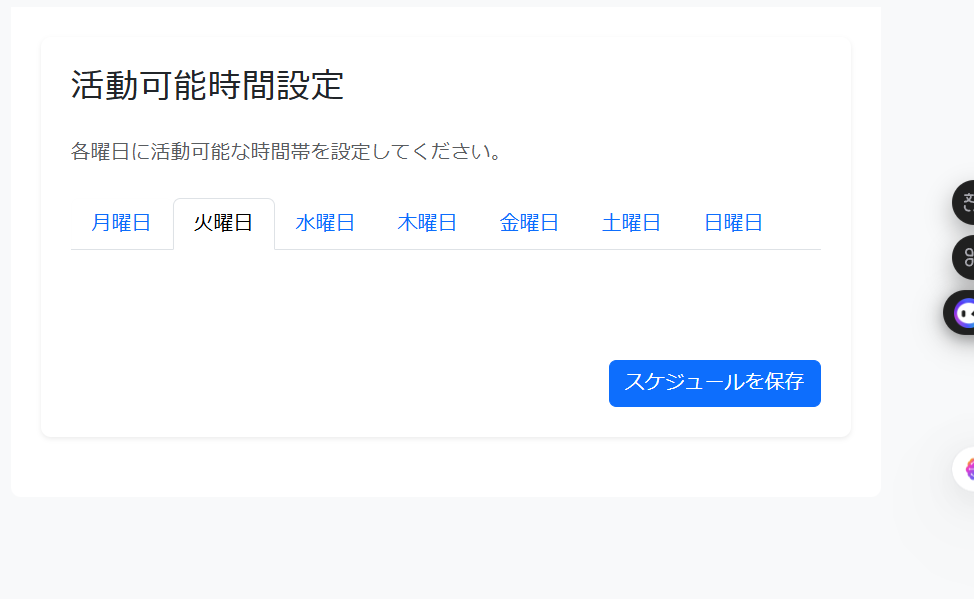 活動可能時間設定
各曜日に活動可能な時間帯を設定してください。
月曜日 火曜日 水曜日 木曜日 金曜日 土曜日 日曜日
スケジュールを保存